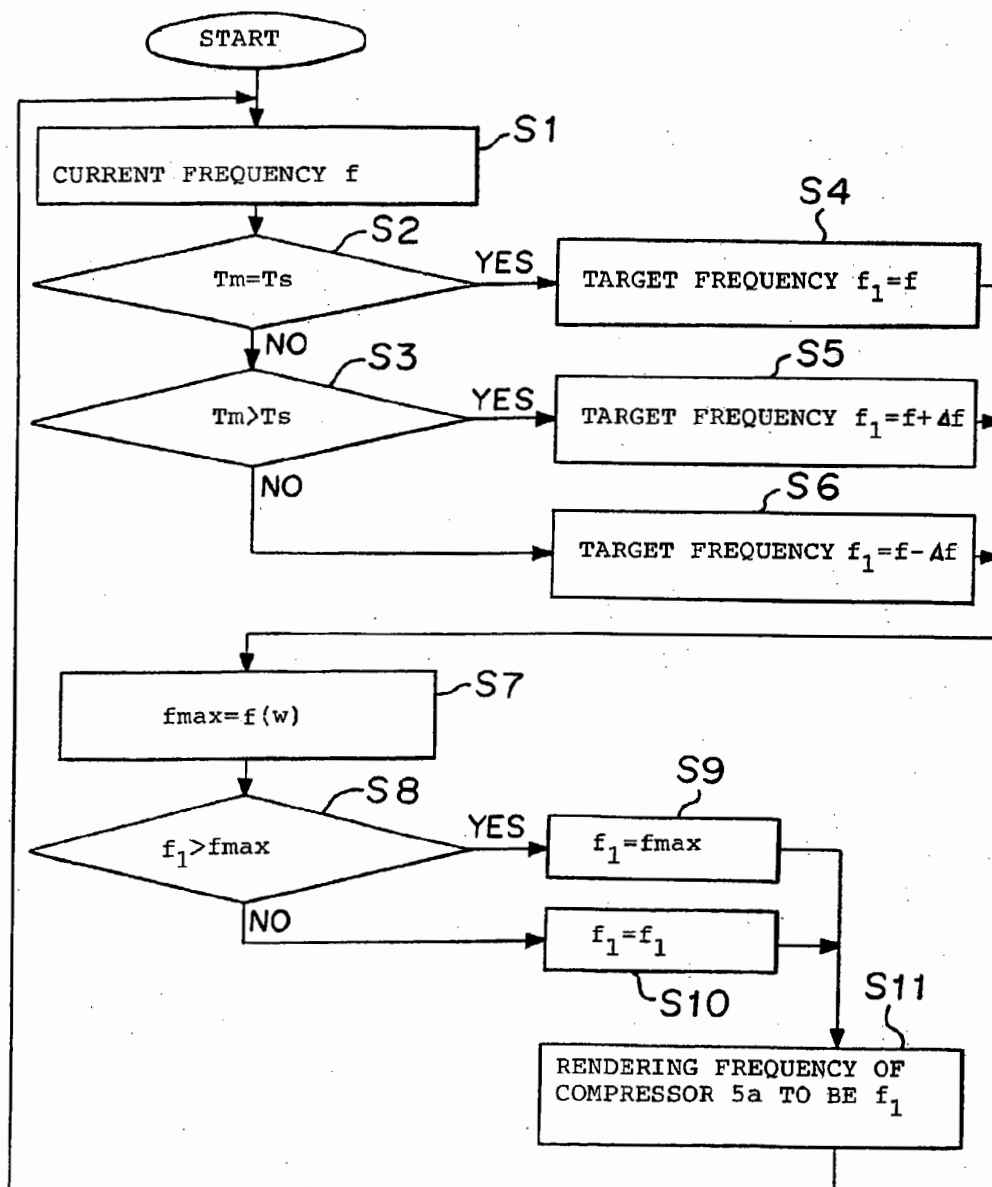 START
S1
CURRENT FREQUENCY f
S2
Tm=Ts
YES
NO
S4
TARGET FREQUENCY f₁=f
S3
Tm>Ts
YES
NO
S5
TARGET FREQUENCY f₁=f+Δf
S6
TARGET FREQUENCY f₁=f-Δf
S7
fmax=f(w)
S8
f₁>fmax
YES
NO
S9
f₁=fmax
f₁=f₁
S10
S11
RENDERING FREQUENCY OF
COMPRESSOR 5a TO BE f₁